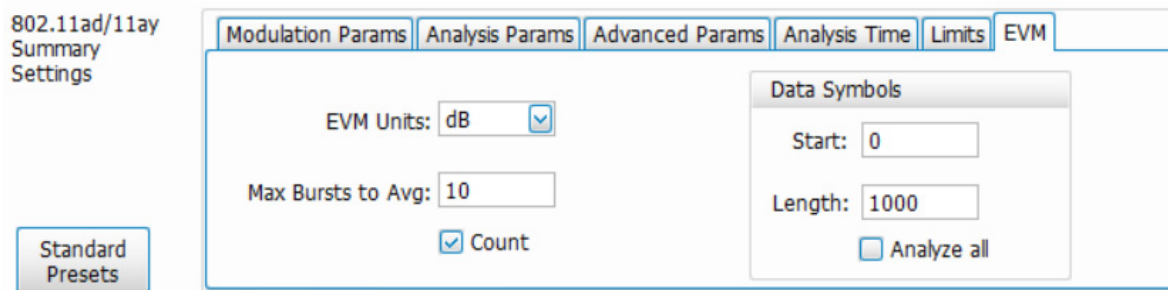 802.11ad/11ay
Summary
Settings
Modulation Params Analysis Params Advanced Params Analysis Time Limits EVM
EVM Units: dB
Max Bursts to Avg: 10
Count
Data Symbols
Start: 0
Length: 1000
Analyze all
Standard
Presets